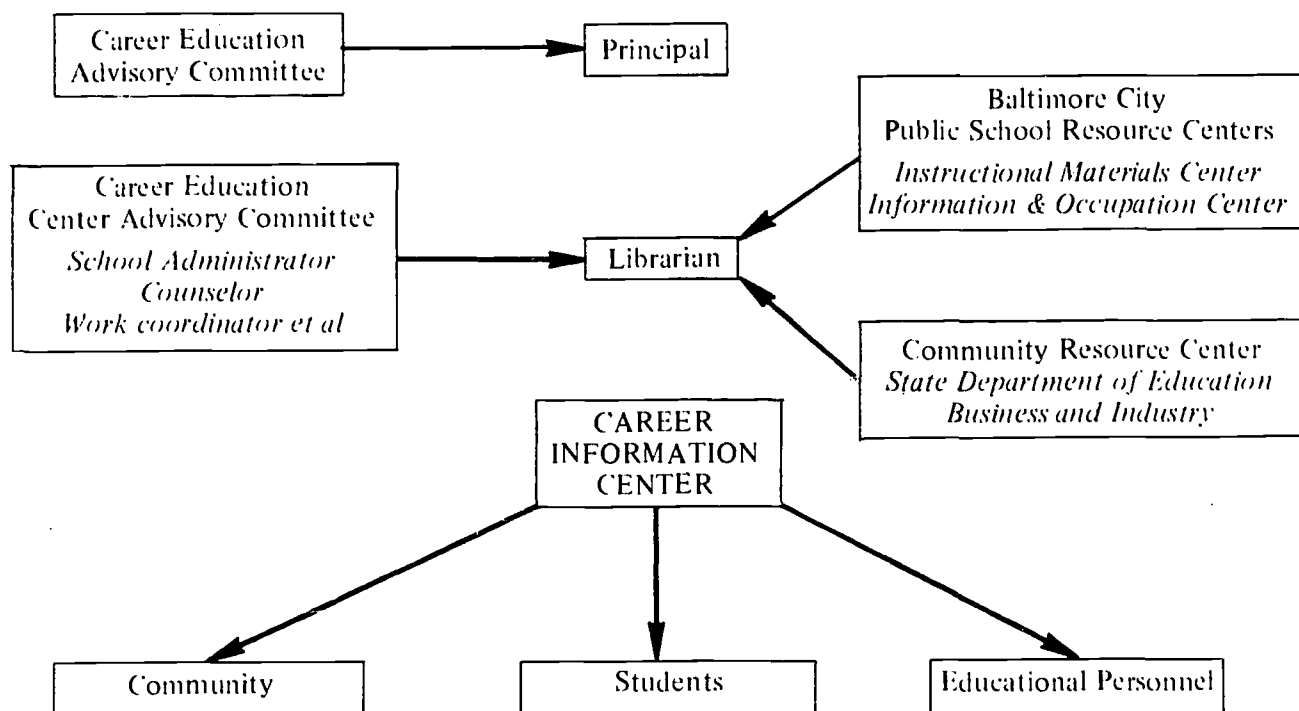 Career Education
Advisory Committee
Principal
Baltimore City
Public School Resource Centers
Instructional Materials Center
Information & Occupation Center
Career Education
Center Advisory Committee
School Administrator
Counselor
Work coordinator et al
Librarian
Community Resource Center
State Department of Education
Business and Industry
CAREER
INFORMATION
CENTER
Community
Students
Educational Personnel